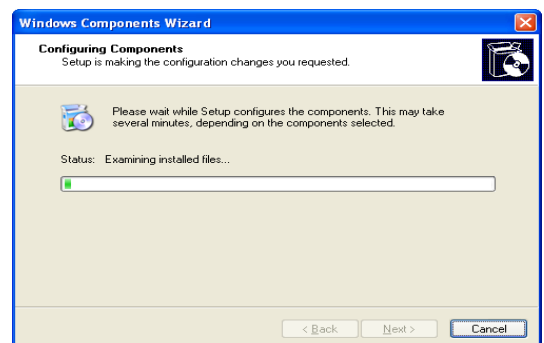 Windows Components Wizard
Configuring Components
Setup is making the configuration changes you requested.
Please wait while Setup configures the components. This may take
several minutes, depending on the components selected.
Status: Examining installed files...
< Back Next > Cancel